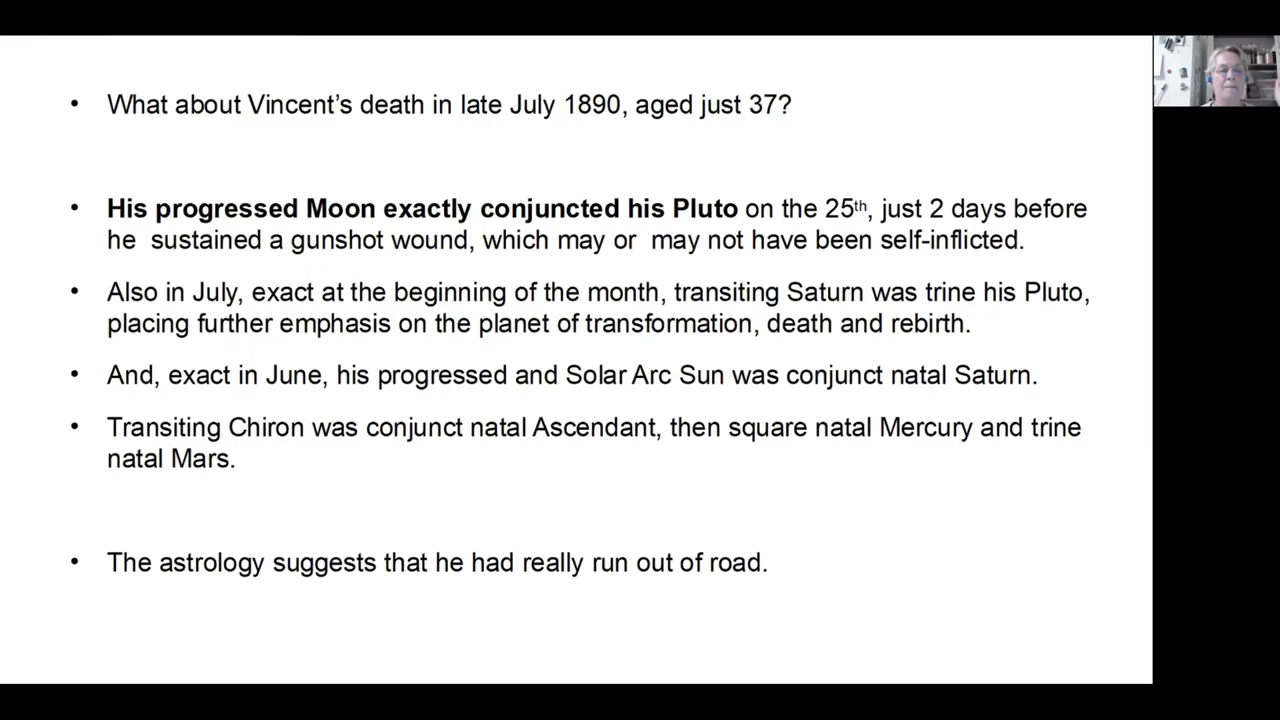 • What about Vincent's death in late July 1890, aged just 37?
• His progressed Moon exactly conjuncted his Pluto on the 25th, just 2 days before
he sustained a gunshot wound, which may or may not have been self-inflicted.
• Also in July, exact at the beginning of the month, transiting Saturn was trine his Pluto,
placing further emphasis on the planet of transformation, death and rebirth.
• And, exact in June, his progressed and Solar Arc Sun was conjunct natal Saturn.
• Transiting Chiron was conjunct natal Ascendant, then square natal Mercury and trine
natal Mars.
• The astrology suggests that he had really run out of road.